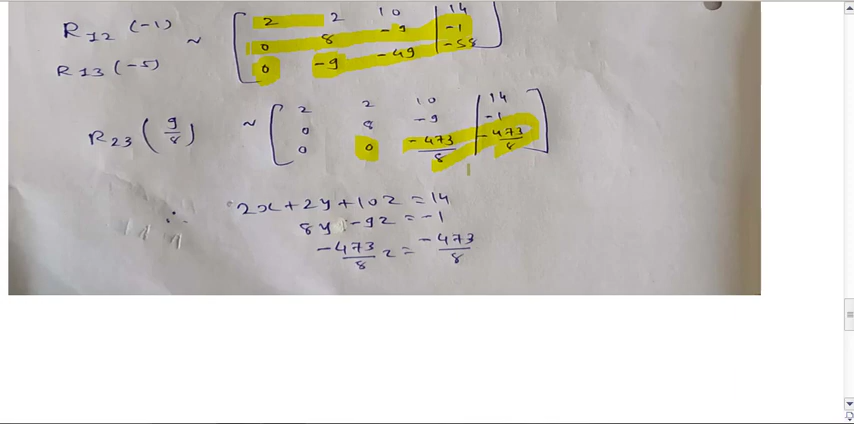 R12 (-1) ~ [ 2 2 10 | 14
R13 (-5) 0 8 -9 | -1
0 -9 -49 | -58 ]
R23 (9/8) ~ [ 2 2 10 | 14
0 8 -9 | -1
0 0 -473/8 | -473/8 ]
∴ 2x+2y+10z=14
8y-9z=-1
-473/8 z = -473/8